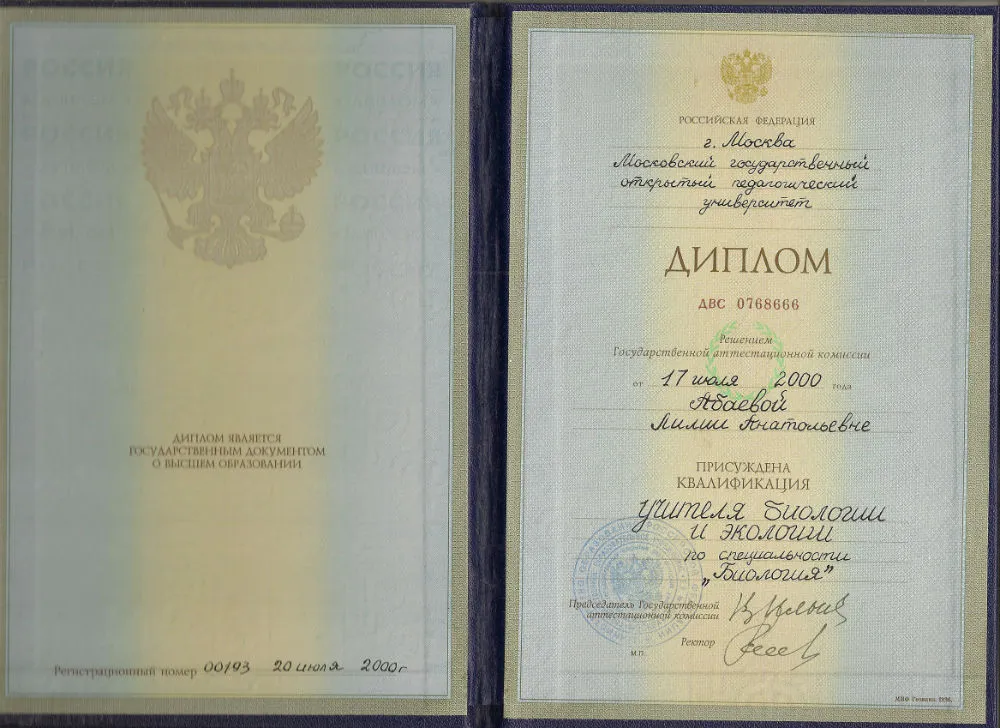 ДИПЛОМ ЯВЛЯЕТСЯ
ГОСУДАРСТВЕННЫМ ДОКУМЕНТОМ
О ВЫСШЕМ ОБРАЗОВАНИИ
Регистрационный номер 00193 20 июля 2000 г
РОССИЙСКАЯ ФЕДЕРАЦИЯ
г. Москва
Московский государственный
открытый педагогический
университет
ДИПЛОМ
ДВС 0768666
Решением
Государственной аттестационной комиссии
от 17 июля 2000 года
Абаевой
Лилии Анатольевне
ПРИСУЖДЕНА
КВАЛИФИКАЦИЯ
УЧИТЕЛЯ БИОЛОГИИ
И ЭКОЛОГИИ
по специальности
„Биология”
Председатель Государственной
аттестационной комиссии
Ректор
М.П.